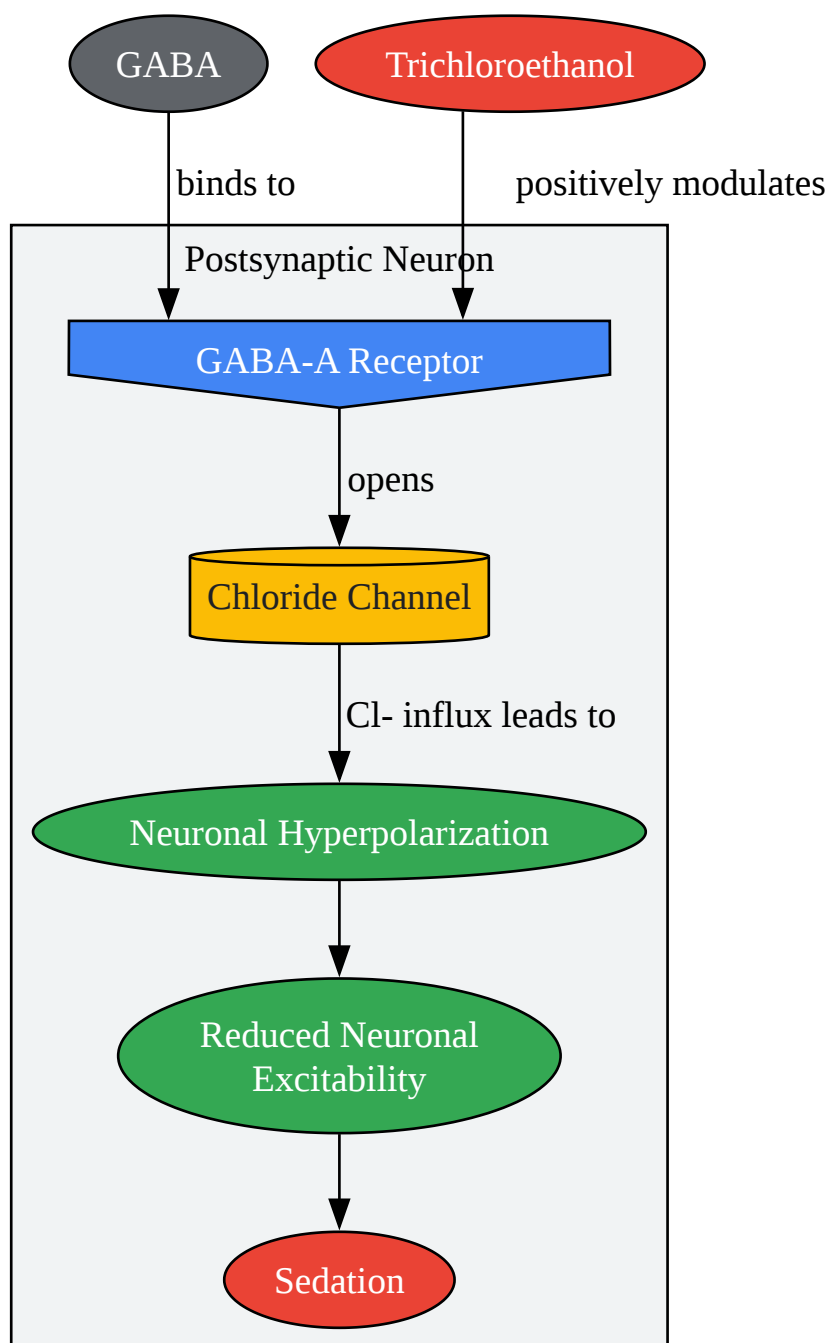 GABA
Trichloroethanol
binds to
positively modulates
Postsynaptic Neuron
GABA-A Receptor
opens
Chloride Channel
Cl- influx leads to
Neuronal Hyperpolarization
Reduced Neuronal
Excitability
Sedation